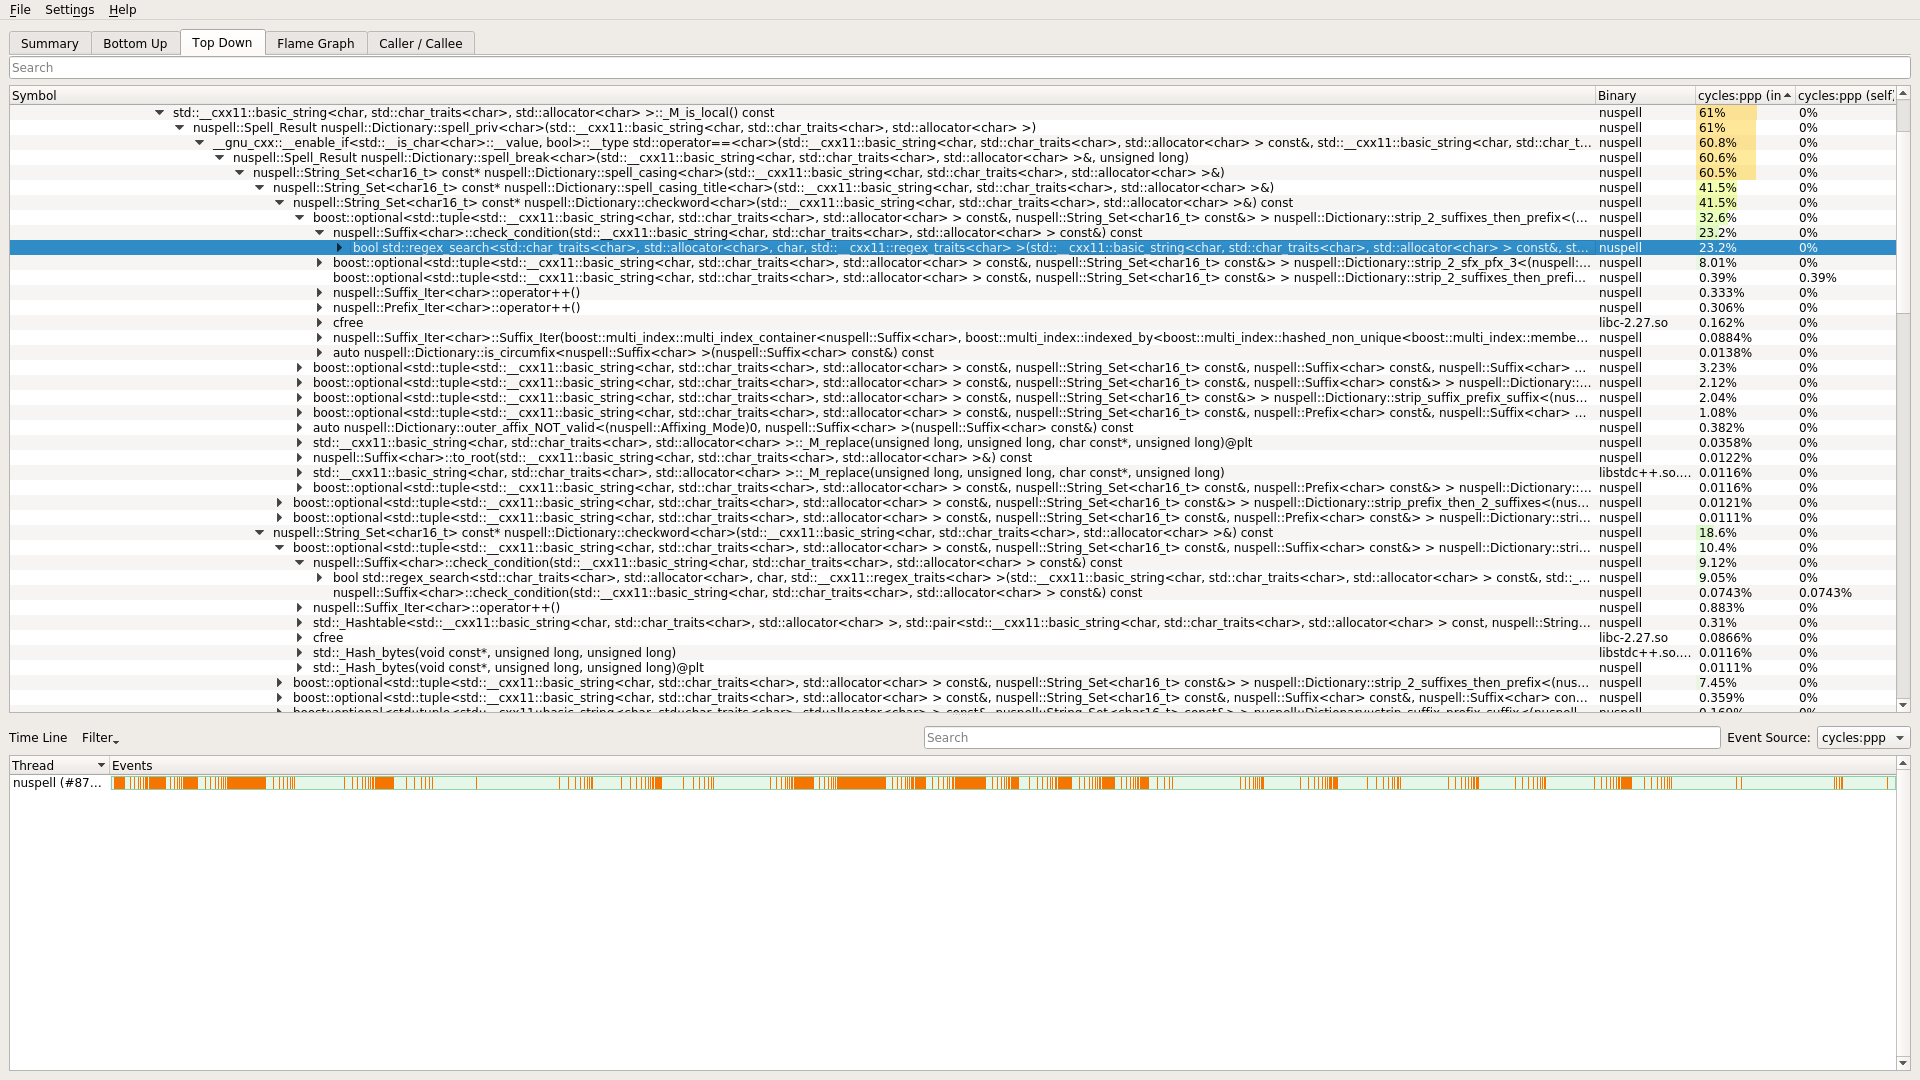 File Settings Help
Summary Bottom Up Top Down Flame Graph Caller / Callee
Search
Symbol Binary cycles:ppp (in cycles:ppp (self)
std::__cxx11::basic_string<char, std::char_traits<char>, std::allocator<char> >::_M_is_local() const nuspell 61% 0%
nuspell::Spell_Result nuspell::Dictionary::spell_priv<char>(std::__cxx11::basic_string<char, std::char_traits<char>, std::allocator<char> >) nuspell 61% 0%
__gnu_cxx::__enable_if<std::__is_char<char>::__value, bool>::__type std::operator==<char>(std::__cxx11::basic_string<char, std::char_traits<char>, std::allocator<char> > const&, std::__cxx11::basic_string<char, std::char_t... nuspell 60.8% 0%
nuspell::Spell_Result nuspell::Dictionary::spell_break<char>(std::__cxx11::basic_string<char, std::char_traits<char>, std::allocator<char> >&, unsigned long) nuspell 60.6% 0%
nuspell::String_Set<char16_t> const* nuspell::Dictionary::spell_casing<char>(std::__cxx11::basic_string<char, std::char_traits<char>, std::allocator<char> >&) nuspell 60.5% 0%
nuspell::String_Set<char16_t> const* nuspell::Dictionary::spell_casing_title<char>(std::__cxx11::basic_string<char, std::char_traits<char>, std::allocator<char> >&) nuspell 41.5% 0%
nuspell::String_Set<char16_t> const* nuspell::Dictionary::checkword<char>(std::__cxx11::basic_string<char, std::char_traits<char>, std::allocator<char> >&) const nuspell 41.5% 0%
boost::optional<std::tuple<std::__cxx11::basic_string<char, std::char_traits<char>, std::allocator<char> > const&, nuspell::String_Set<char16_t> const&> > nuspell::Dictionary::strip_2_suffixes_then_prefix<(... nuspell 32.6% 0%
nuspell::Suffix<char>::check_condition(std::__cxx11::basic_string<char, std::char_traits<char>, std::allocator<char> > const&) const nuspell 23.2% 0%
bool std::regex_search<std::char_traits<char>, std::allocator<char>, char, std::__cxx11::regex_traits<char> >(std::__cxx11::basic_string<char, std::char_traits<char>, std::allocator<char> > const&, st... nuspell 23.2% 0%
boost::optional<std::tuple<std::__cxx11::basic_string<char, std::char_traits<char>, std::allocator<char> > const&, nuspell::String_Set<char16_t> const&> > nuspell::Dictionary::strip_2_sfx_pfx_3<(nuspell:... nuspell 8.01% 0%
boost::optional<std::tuple<std::__cxx11::basic_string<char, std::char_traits<char>, std::allocator<char> > const&, nuspell::String_Set<char16_t> const&> > nuspell::Dictionary::strip_2_suffixes_then_prefi... nuspell 0.39% 0.39%
nuspell::Suffix_Iter<char>::operator++() nuspell 0.333% 0%
nuspell::Prefix_Iter<char>::operator++() nuspell 0.306% 0%
cfree libc-2.27.so 0.162% 0%
nuspell::Suffix_Iter<char>::Suffix_Iter(boost::multi_index::multi_index_container<nuspell::Suffix<char>, boost::multi_index::indexed_by<boost::multi_index::hashed_non_unique<boost::multi_index::membe... nuspell 0.0884% 0%
auto nuspell::Dictionary::is_circumfix<nuspell::Suffix<char> >(nuspell::Suffix<char> const&) const nuspell 0.0138% 0%
boost::optional<std::tuple<std::__cxx11::basic_string<char, std::char_traits<char>, std::allocator<char> > const&, nuspell::String_Set<char16_t> const&, nuspell::Suffix<char> const&, nuspell::Suffix<char> ... nuspell 3.23% 0%
boost::optional<std::tuple<std::__cxx11::basic_string<char, std::char_traits<char>, std::allocator<char> > const&, nuspell::String_Set<char16_t> const&, nuspell::Suffix<char> const&> > nuspell::Dictionary::... nuspell 2.12% 0%
boost::optional<std::tuple<std::__cxx11::basic_string<char, std::char_traits<char>, std::allocator<char> > const&, nuspell::String_Set<char16_t> const&> > nuspell::Dictionary::strip_suffix_prefix_suffix<(nus... nuspell 2.04% 0%
boost::optional<std::tuple<std::__cxx11::basic_string<char, std::char_traits<char>, std::allocator<char> > const&, nuspell::String_Set<char16_t> const&, nuspell::Prefix<char> const&, nuspell::Suffix<char> ... nuspell 1.08% 0%
auto nuspell::Dictionary::outer_affix_NOT_valid<(nuspell::Affixing_Mode)0, nuspell::Suffix<char> >(nuspell::Suffix<char> const&) const nuspell 0.382% 0%
std::__cxx11::basic_string<char, std::char_traits<char>, std::allocator<char> >::_M_replace(unsigned long, unsigned long, char const*, unsigned long)@plt nuspell 0.0358% 0%
nuspell::Suffix<char>::to_root(std::__cxx11::basic_string<char, std::char_traits<char>, std::allocator<char> >&) const nuspell 0.0122% 0%
std::__cxx11::basic_string<char, std::char_traits<char>, std::allocator<char> >::_M_replace(unsigned long, unsigned long, char const*, unsigned long) libstdc++.so.... 0.0116% 0%
boost::optional<std::tuple<std::__cxx11::basic_string<char, std::char_traits<char>, std::allocator<char> > const&, nuspell::String_Set<char16_t> const&, nuspell::Prefix<char> const&> > nuspell::Dictionary::... nuspell 0.0116% 0%
boost::optional<std::tuple<std::__cxx11::basic_string<char, std::char_traits<char>, std::allocator<char> > const&, nuspell::String_Set<char16_t> const&> > nuspell::Dictionary::strip_prefix_then_2_suffixes<(nus... nuspell 0.0121% 0%
boost::optional<std::tuple<std::__cxx11::basic_string<char, std::char_traits<char>, std::allocator<char> > const&, nuspell::String_Set<char16_t> const&, nuspell::Prefix<char> const&> > nuspell::Dictionary::stri... nuspell 0.0111% 0%
nuspell::String_Set<char16_t> const* nuspell::Dictionary::checkword<char>(std::__cxx11::basic_string<char, std::char_traits<char>, std::allocator<char> >&) const nuspell 18.6% 0%
boost::optional<std::tuple<std::__cxx11::basic_string<char, std::char_traits<char>, std::allocator<char> > const&, nuspell::String_Set<char16_t> const&, nuspell::Suffix<char> const&> > nuspell::Dictionary::stri... nuspell 10.4% 0%
nuspell::Suffix<char>::check_condition(std::__cxx11::basic_string<char, std::char_traits<char>, std::allocator<char> > const&) const nuspell 9.12% 0%
bool std::regex_search<std::char_traits<char>, std::allocator<char>, char, std::__cxx11::regex_traits<char> >(std::__cxx11::basic_string<char, std::char_traits<char>, std::allocator<char> > const&, std::_... nuspell 9.05% 0%
nuspell::Suffix<char>::check_condition(std::__cxx11::basic_string<char, std::char_traits<char>, std::allocator<char> > const&) const nuspell 0.0743% 0.0743%
nuspell::Suffix_Iter<char>::operator++() nuspell 0.883% 0%
std::_Hashtable<std::__cxx11::basic_string<char, std::char_traits<char>, std::allocator<char> >, std::pair<std::__cxx11::basic_string<char, std::char_traits<char>, std::allocator<char> > const, nuspell::String... nuspell 0.31% 0%
cfree libc-2.27.so 0.0866% 0%
std::_Hash_bytes(void const*, unsigned long, unsigned long) libstdc++.so.... 0.0116% 0%
std::_Hash_bytes(void const*, unsigned long, unsigned long)@plt nuspell 0.0111% 0%
boost::optional<std::tuple<std::__cxx11::basic_string<char, std::char_traits<char>, std::allocator<char> > const&, nuspell::String_Set<char16_t> const&> > nuspell::Dictionary::strip_2_suffixes_then_prefix<(nus... nuspell 7.45% 0%
boost::optional<std::tuple<std::__cxx11::basic_string<char, std::char_traits<char>, std::allocator<char> > const&, nuspell::String_Set<char16_t> const&, nuspell::Suffix<char> const&, nuspell::Suffix<char> con... nuspell 0.359% 0%
boost::optional<std::tuple<std::__cxx11::basic_string<char, std::char_traits<char>, std::allocator<char> > const&, nuspell::String_Set<char16_t> const&> > nuspell::Dictionary::strip_suffix_prefix_suffix<(nuspell... nuspell 0.169% 0%
Time Line Filter Search Event Source: cycles:ppp
Thread Events
nuspell (#87...